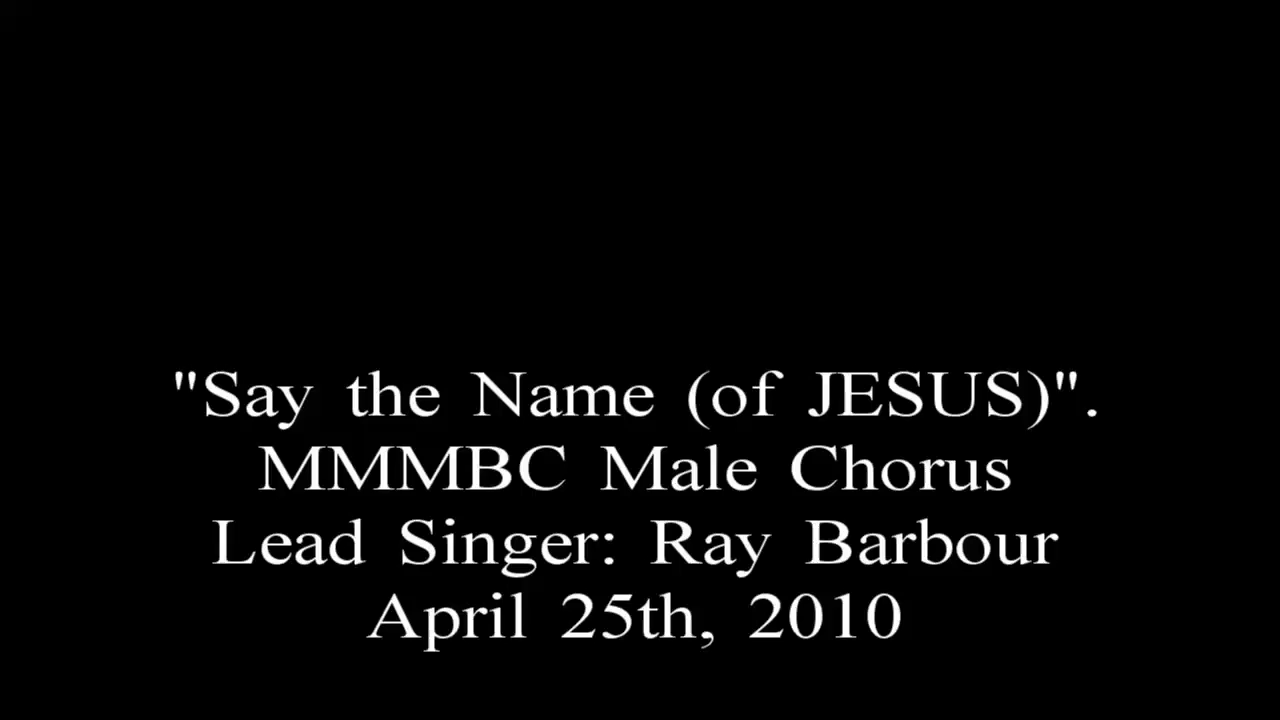 "Say the Name (of JESUS)".
MMMBC Male Chorus
Lead Singer: Ray Barbour
April 25th, 2010